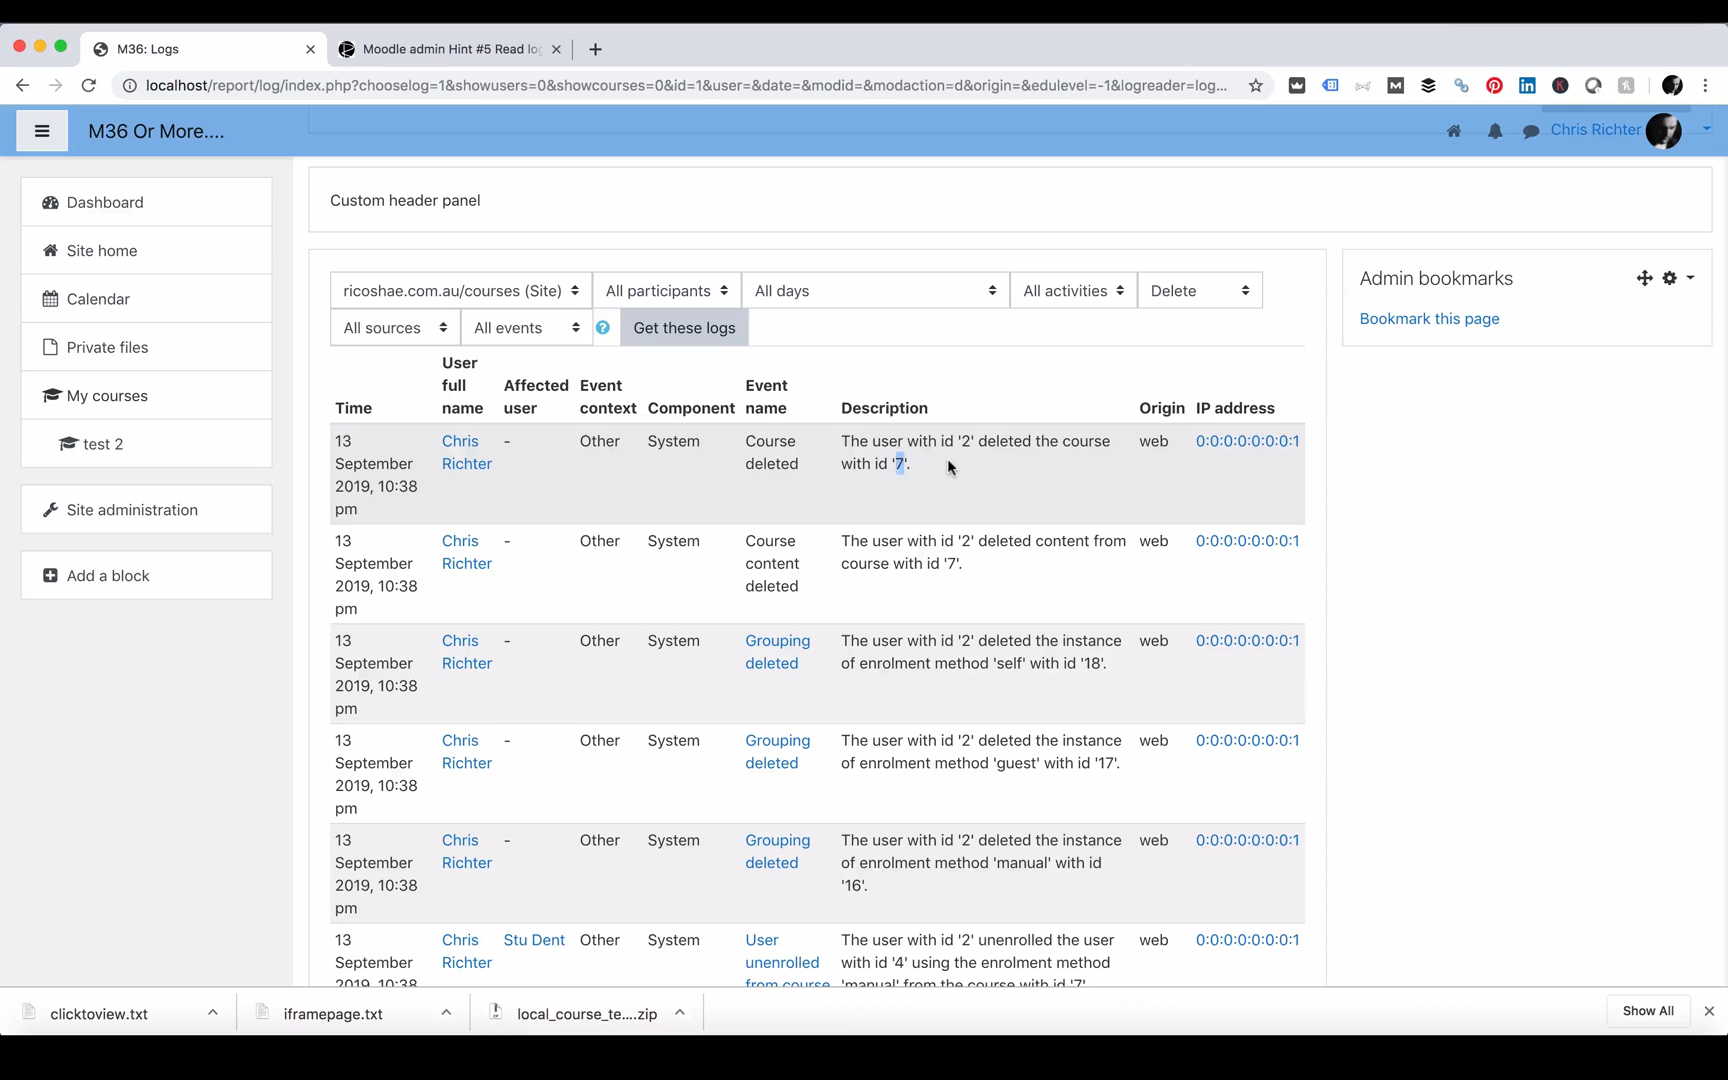 M36: Logs
Moodle admin Hint #5 Read lo
localhost/report/log/index.php?chooselog=1&showusers=0&showcourses=0&id=1&user=&date=&modid=&modaction=d&origin=&edulevel=-1&logreader=log...
M36 Or More....
Chris Richter
Dashboard
Site home
Calendar
Private files
My courses
test 2
Site administration
Add a block
Custom header panel
ricoshae.com.au/courses (Site) All participants All days All activities Delete
All sources All events ? Get these logs
Admin bookmarks
Bookmark this page
User
full Affected Event Event
Time name user context Component name Description Origin IP address
13 Chris - Other System Course The user with id '2' deleted the course web 0:0:0:0:0:0:0:1
September Richter deleted with id '7'.
2019, 10:38
pm
13 Chris - Other System Course The user with id '2' deleted content from web 0:0:0:0:0:0:0:1
September Richter content course with id '7'.
2019, 10:38 deleted
pm
13 Chris - Other System Grouping The user with id '2' deleted the instance web 0:0:0:0:0:0:0:1
September Richter deleted of enrolment method 'self' with id '18'.
2019, 10:38
pm
13 Chris - Other System Grouping The user with id '2' deleted the instance web 0:0:0:0:0:0:0:1
September Richter deleted of enrolment method 'guest' with id '17'.
2019, 10:38
pm
13 Chris - Other System Grouping The user with id '2' deleted the instance web 0:0:0:0:0:0:0:1
September Richter deleted of enrolment method 'manual' with id
2019, 10:38 '16'.
pm
13 Chris Stu Dent Other System User The user with id '2' unenrolled the user web 0:0:0:0:0:0:0:1
September Richter unenrolled with id '4' using the enrolment method
2019, 10:38 from course 'manual' from the course with id '7'
clicktoview.txt
iframepage.txt
local_course_te....zip
Show All